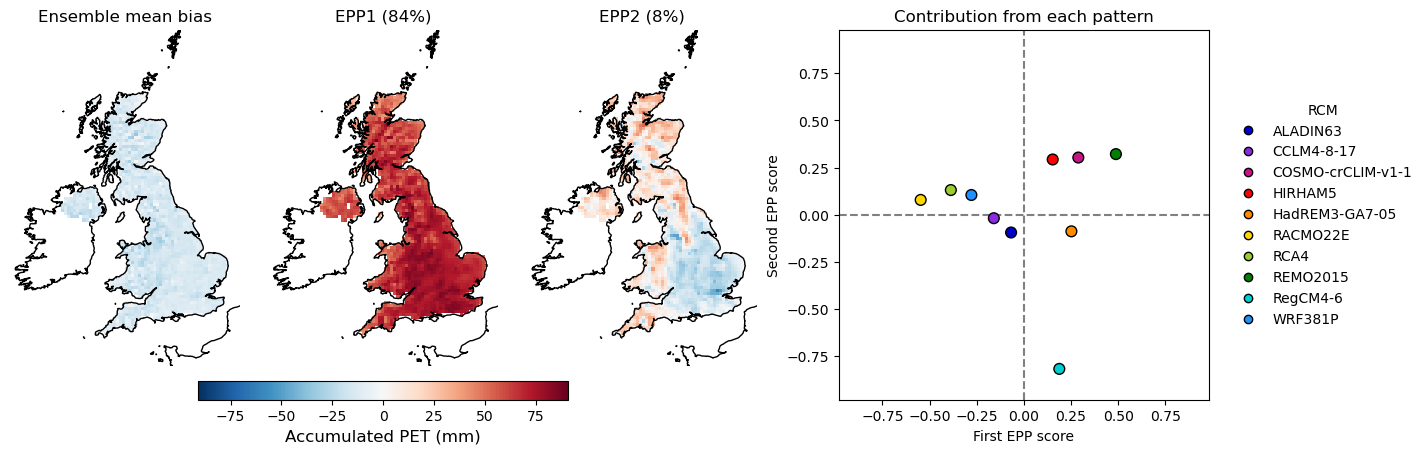 Ensemble mean bias
EPP1 (84%)
EPP2 (8%)
Contribution from each pattern
−75 −50 −25 0 25 50 75
Accumulated PET (mm)
Second EPP score
0.75
0.50
0.25
0.00
−0.25
−0.50
−0.75
−0.75 −0.50 −0.25 0.00 0.25 0.50 0.75
First EPP score
RCM
ALADIN63
CCLM4-8-17
COSMO-crCLIM-v1-1
HIRHAM5
HadREM3-GA7-05
RACMO22E
RCA4
REMO2015
RegCM4-6
WRF381P